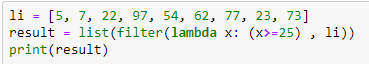 li = [5, 7, 22, 97, 54, 62, 77, 23, 73]
result = list(filter(lambda x: (x>=25) , li))
print(result)